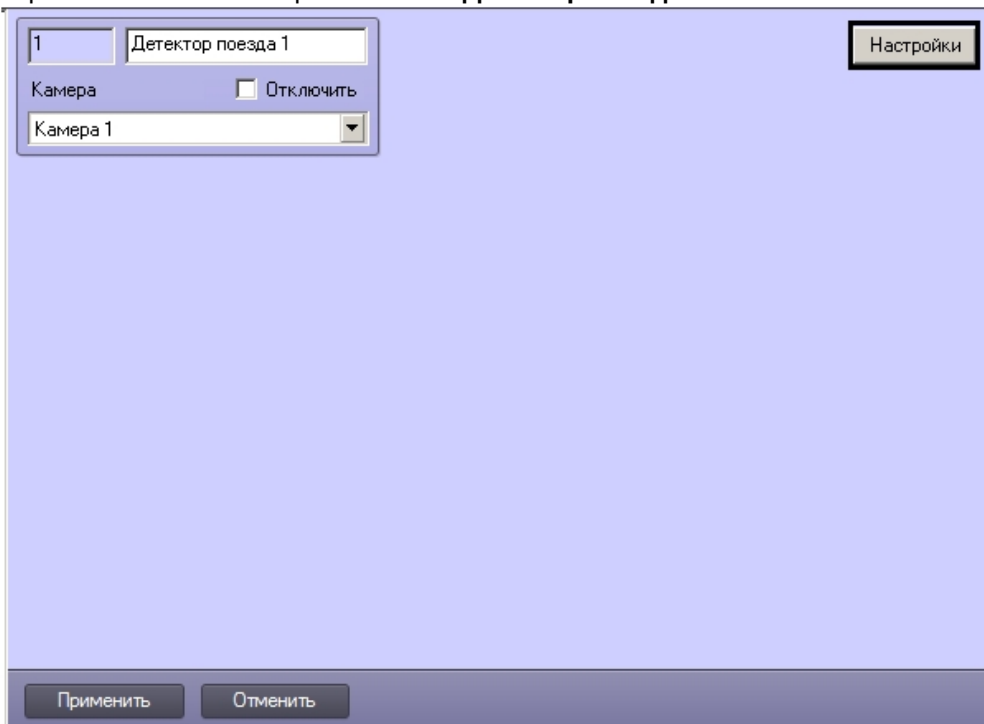 1 Детектор поезда 1 Настройки
Камера Отключить
Камера 1
Применить Отменить